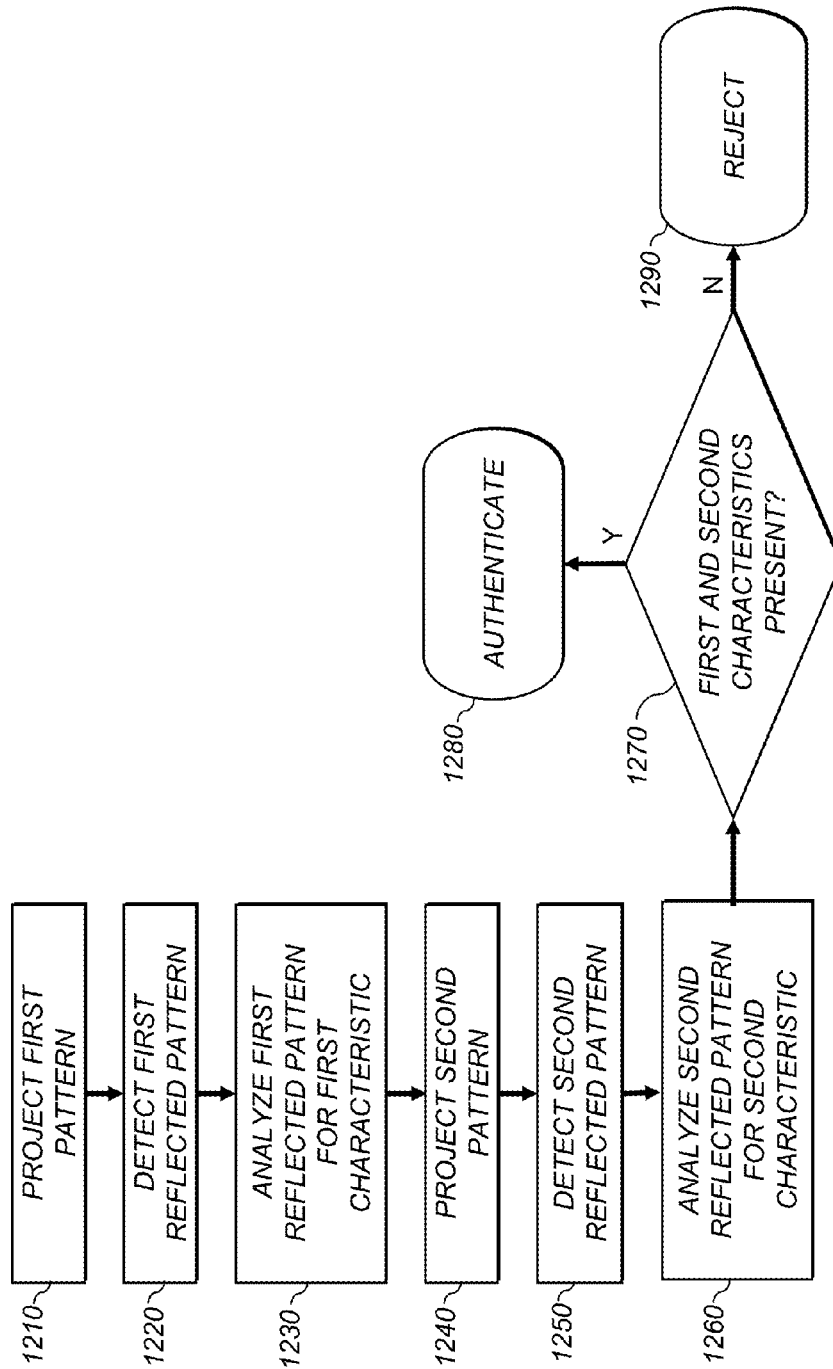 1210
PROJECT FIRST
PATTERN
1220
DETECT FIRST
REFLECTED PATTERN
1230
ANALYZE FIRST
REFLECTED PATTERN
FOR FIRST
CHARACTERISTIC
1240
PROJECT SECOND
PATTERN
1250
DETECT SECOND
REFLECTED PATTERN
1260
ANALYZE SECOND
REFLECTED PATTERN
FOR SECOND
CHARACTERISTIC
1270
FIRST AND SECOND
CHARACTERISTICS
PRESENT?
Y
1280
AUTHENTICATE
N
1290
REJECT